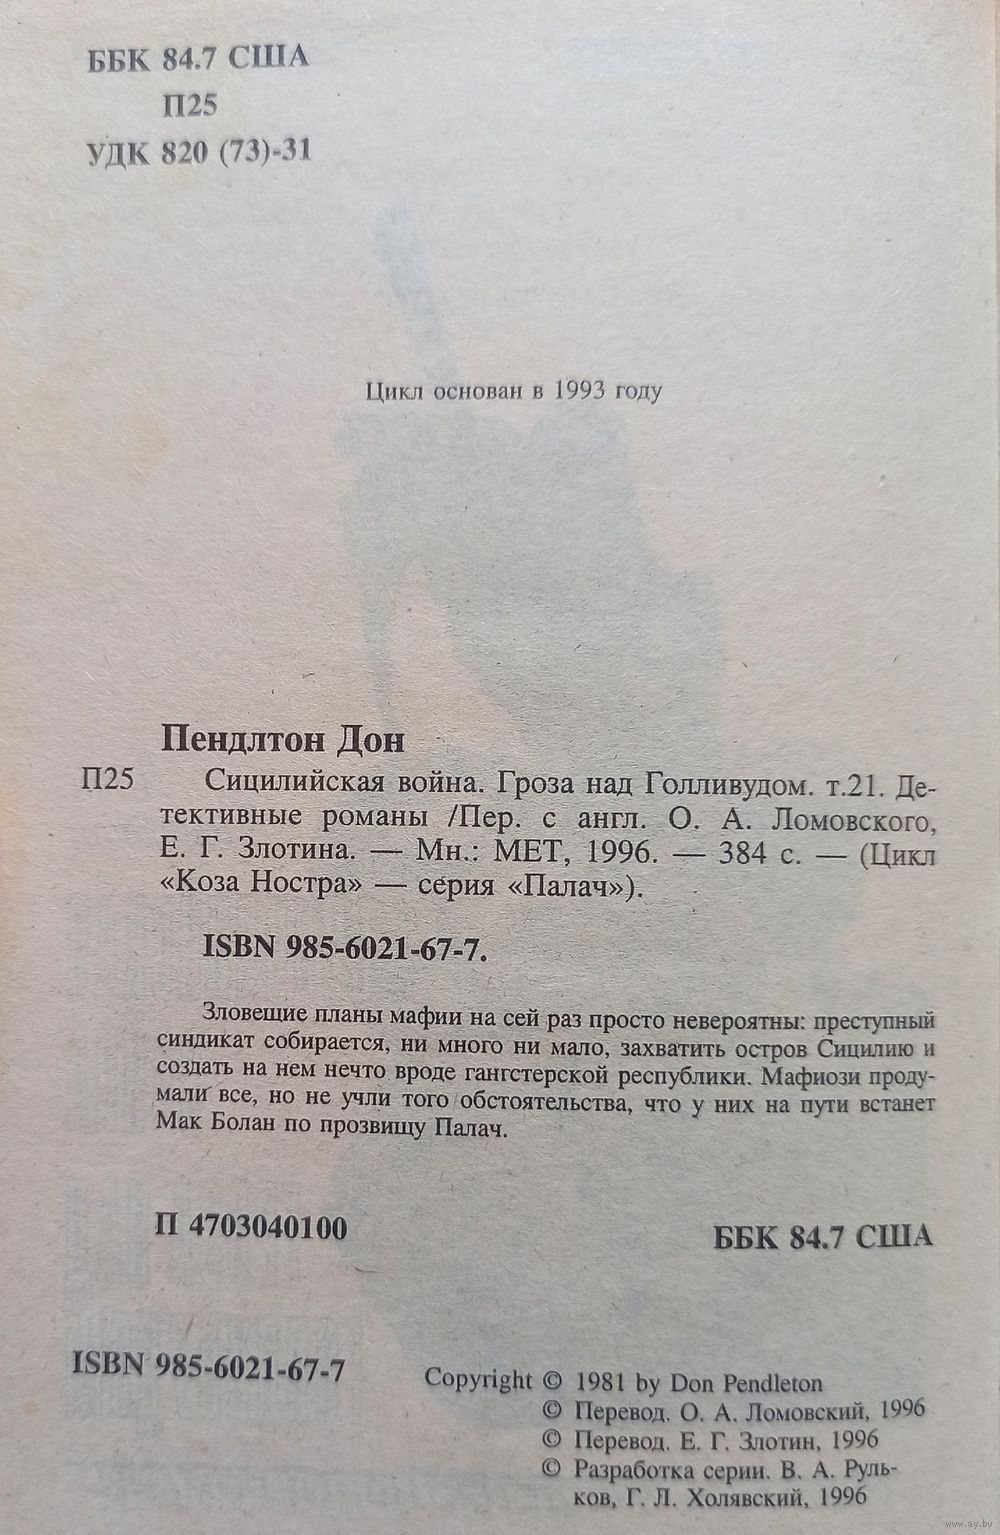 ББК 84.7 США
П25
УДК 820 (73)-31
Цикл основан в 1993 году
Пендлтон Дон
П25 Сицилийская война. Гроза над Голливудом. т.21. Де-
тективные романы /Пер. с англ. О. А. Ломовского,
Е. Г. Злотина. — Мн.: МЕТ, 1996. — 384 с. — (Цикл
«Коза Ностра» — серия «Палач»).
ISBN 985-6021-67-7.
Зловещие планы мафии на сей раз просто невероятны: преступный
синдикат собирается, ни много ни мало, захватить остров Сицилию и
создать на нем нечто вроде гангстерской республики. Мафиози проду-
мали все, но не учли того обстоятельства, что у них на пути встанет
Мак Болан по прозвищу Палач.
П 4703040100 ББК 84.7 США
ISBN 985-6021-67-7
Copyright © 1981 by Don Pendleton
© Перевод. О. А. Ломовский, 1996
© Перевод. Е. Г. Злотин, 1996
© Разработка серии. В. А. Руль-
ков, Г. Л. Холявский, 1996
www.ay.by